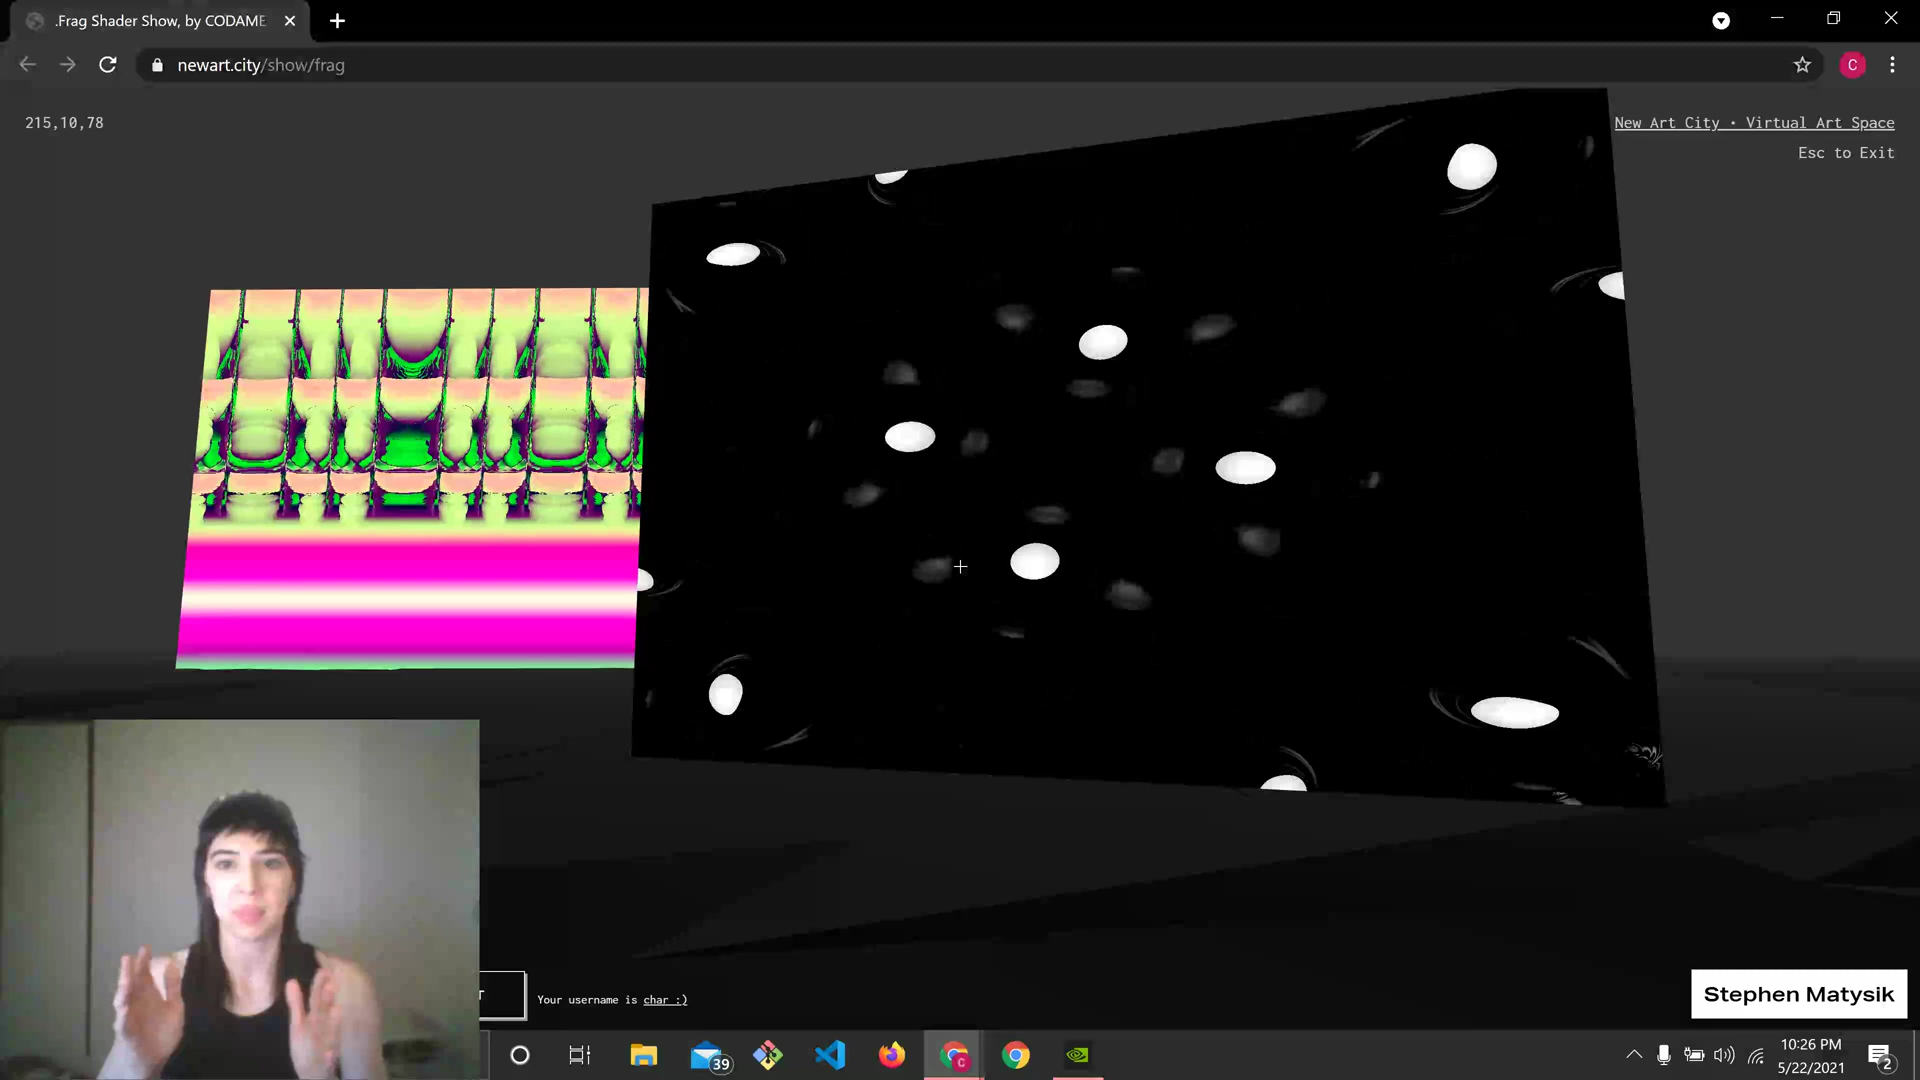 .Frag Shader Show, by CODAME
newart.city/show/frag
C
215,10,78
New Art City • Virtual Art Space
Esc to Exit
Your username is char :)
Stephen Matysik
39
C
10:26 PM
5/22/2021
2